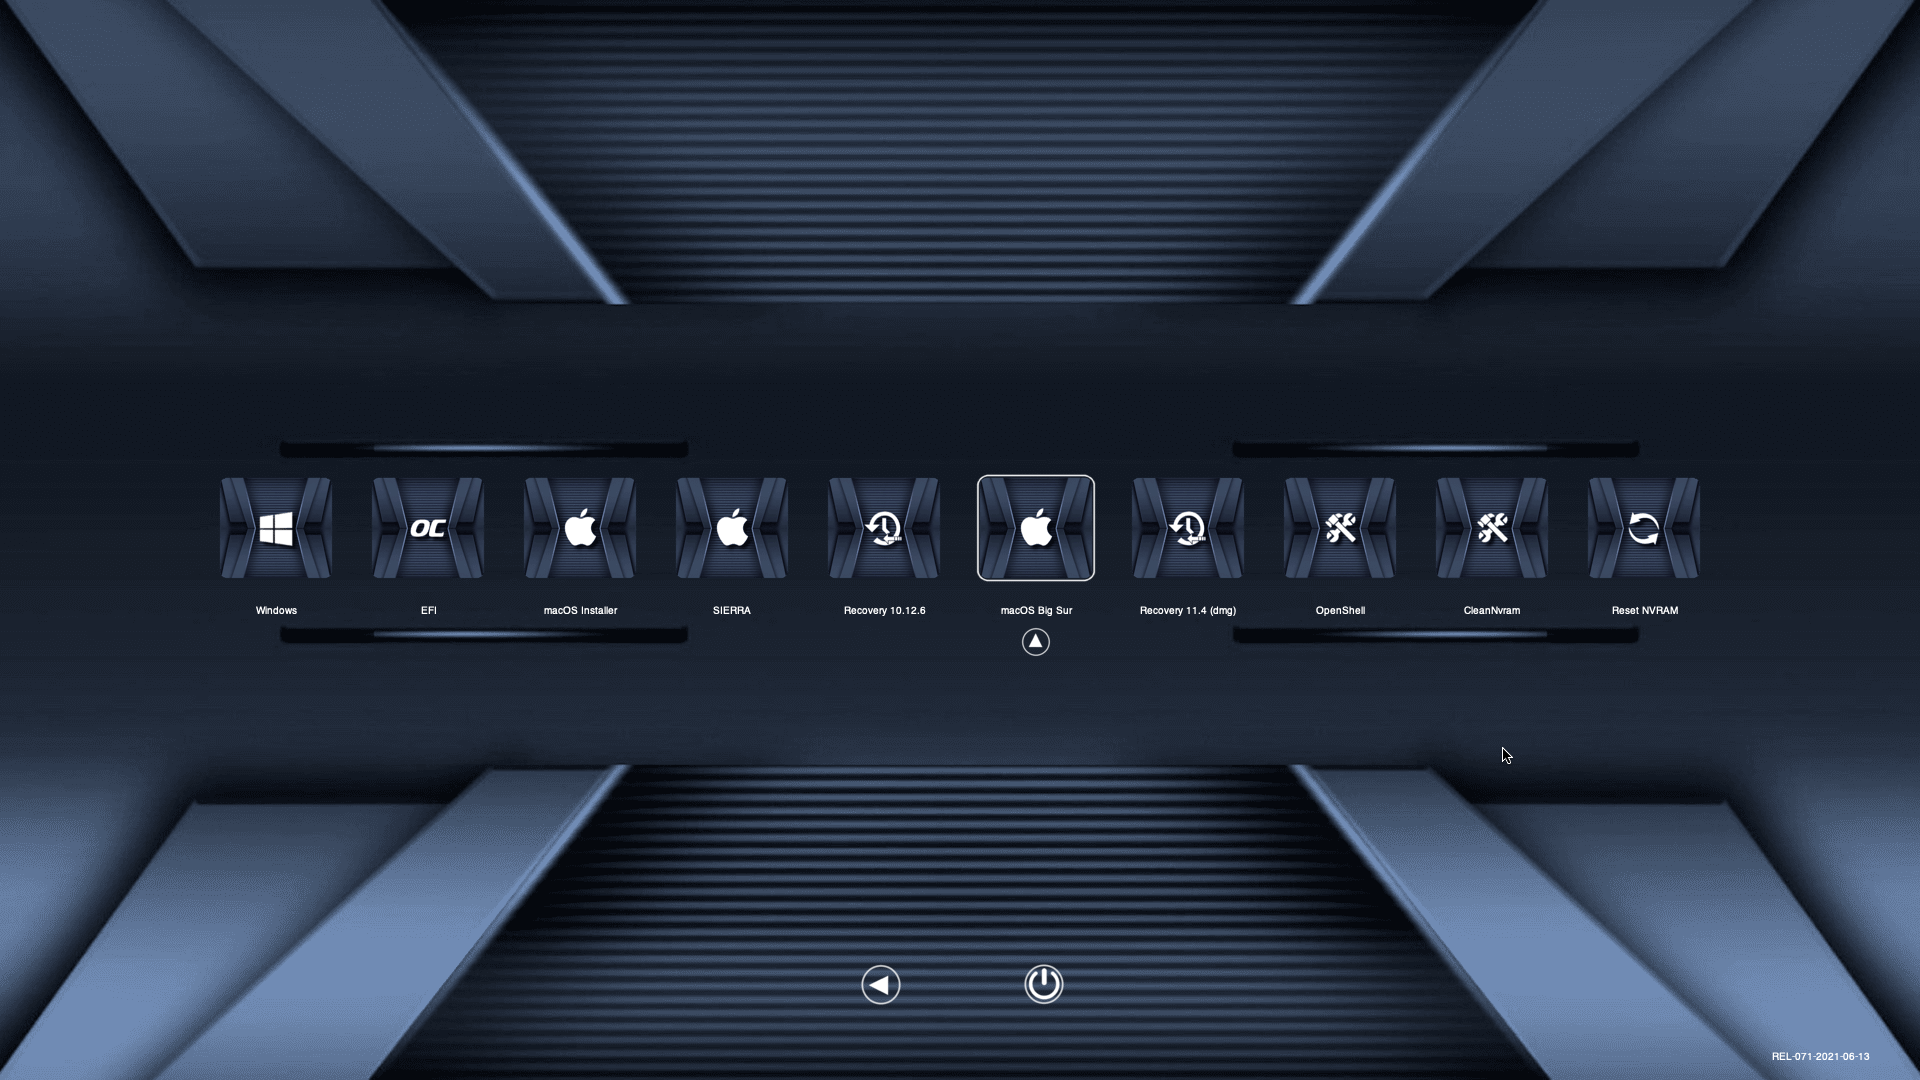 OC
Windows
EFI
macOS Installer
SIERRA
Recovery 10.12.6
macOS Big Sur
Recovery 11.4 (dmg)
OpenShell
CleanNvram
Reset NVRAM
REL-071-2021-06-13